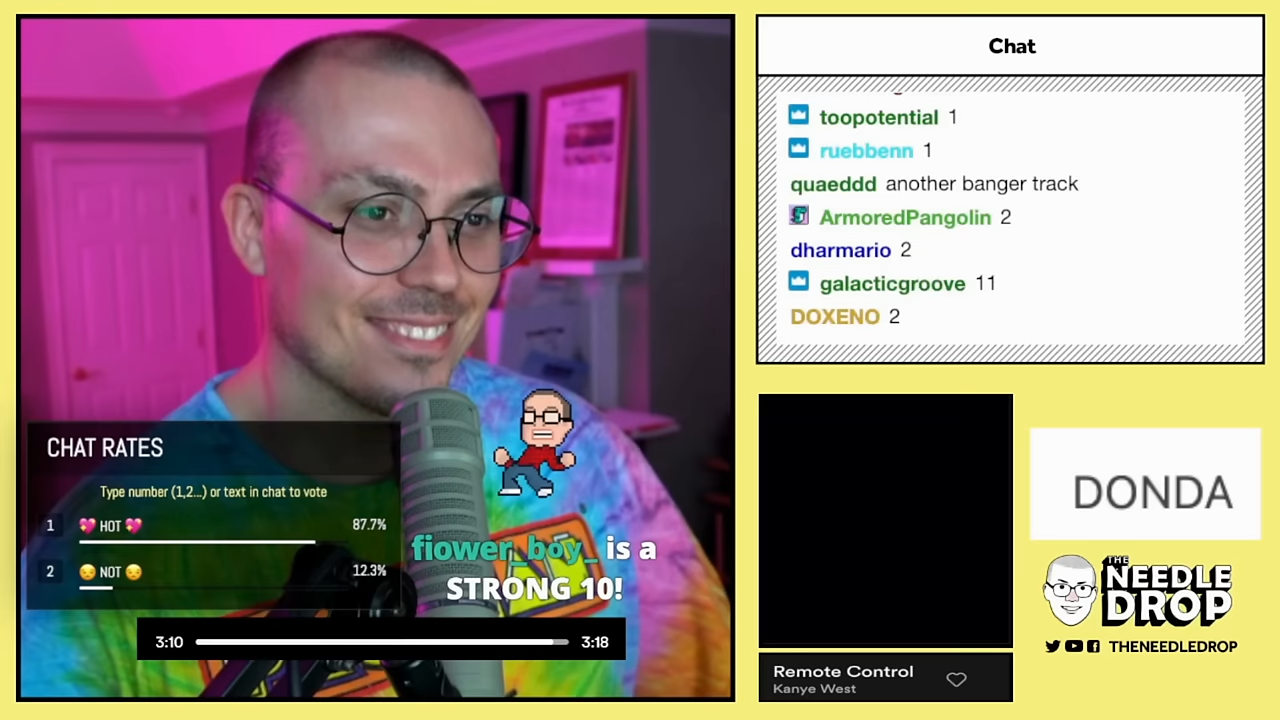 Chat
toopotential 1
ruebbenn 1
quaeddd another banger track
ArmoredPangolin 2
dharmario 2
galacticgroove 11
DOXENO 2
CHAT RATES
Type number (1,2...) or text in chat to vote
1 💖 HOT 💖 87.7%
2 😒 NOT 😒 12.3%
fiower_boy_ is a
STRONG 10!
3:10 3:18
DONDA
THE
NEEDLE
DROP
THENEEDLEDROP
Remote Control
Kanye West